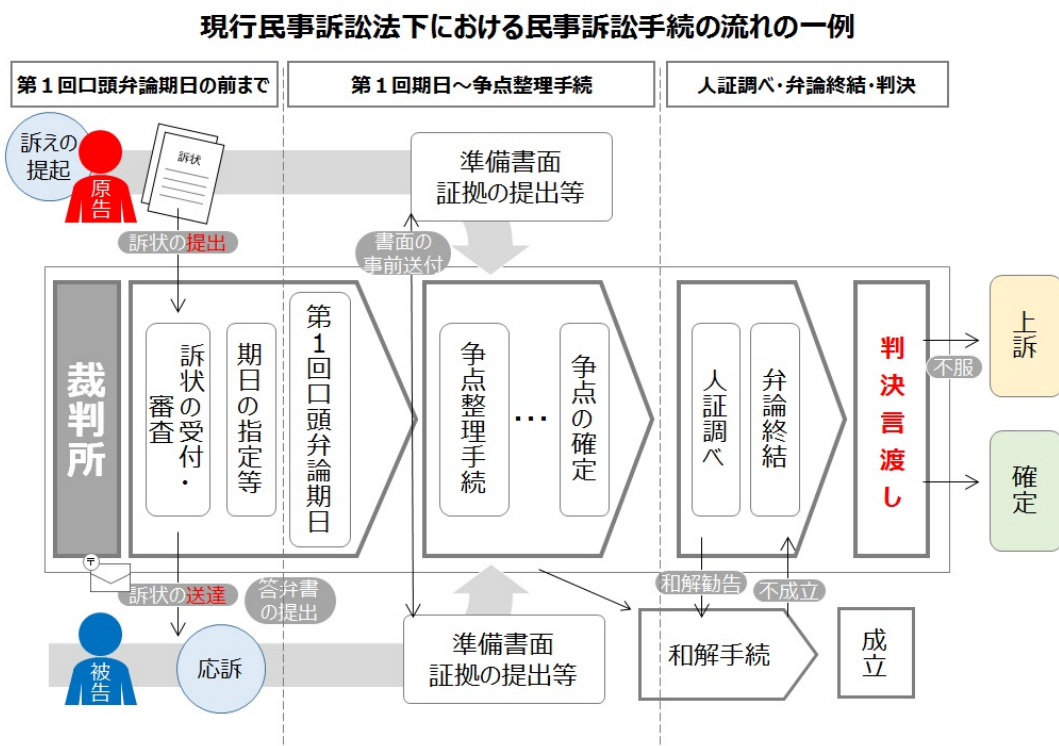 現行民事訴訟法下における民事訴訟手続の流れの一例
第1回口頭弁論期日の前まで
第1回期日~争点整理手続
人証調べ・弁論終結・判決
訴えの
提起
原告
訴状
準備書面
証拠の提出等
訴状の提出
書面の
事前送付
裁判所
訴状の受付・
審査
期日の指定等
第1回口頭弁論期日
争点整理手続
…
争点の確定
人証調べ
弁論終結
判決言渡し
不服
上訴
確定
〒
訴状の送達
答弁書
の提出
和解勧告
不成立
被告
応訴
準備書面
証拠の提出等
和解手続
成立